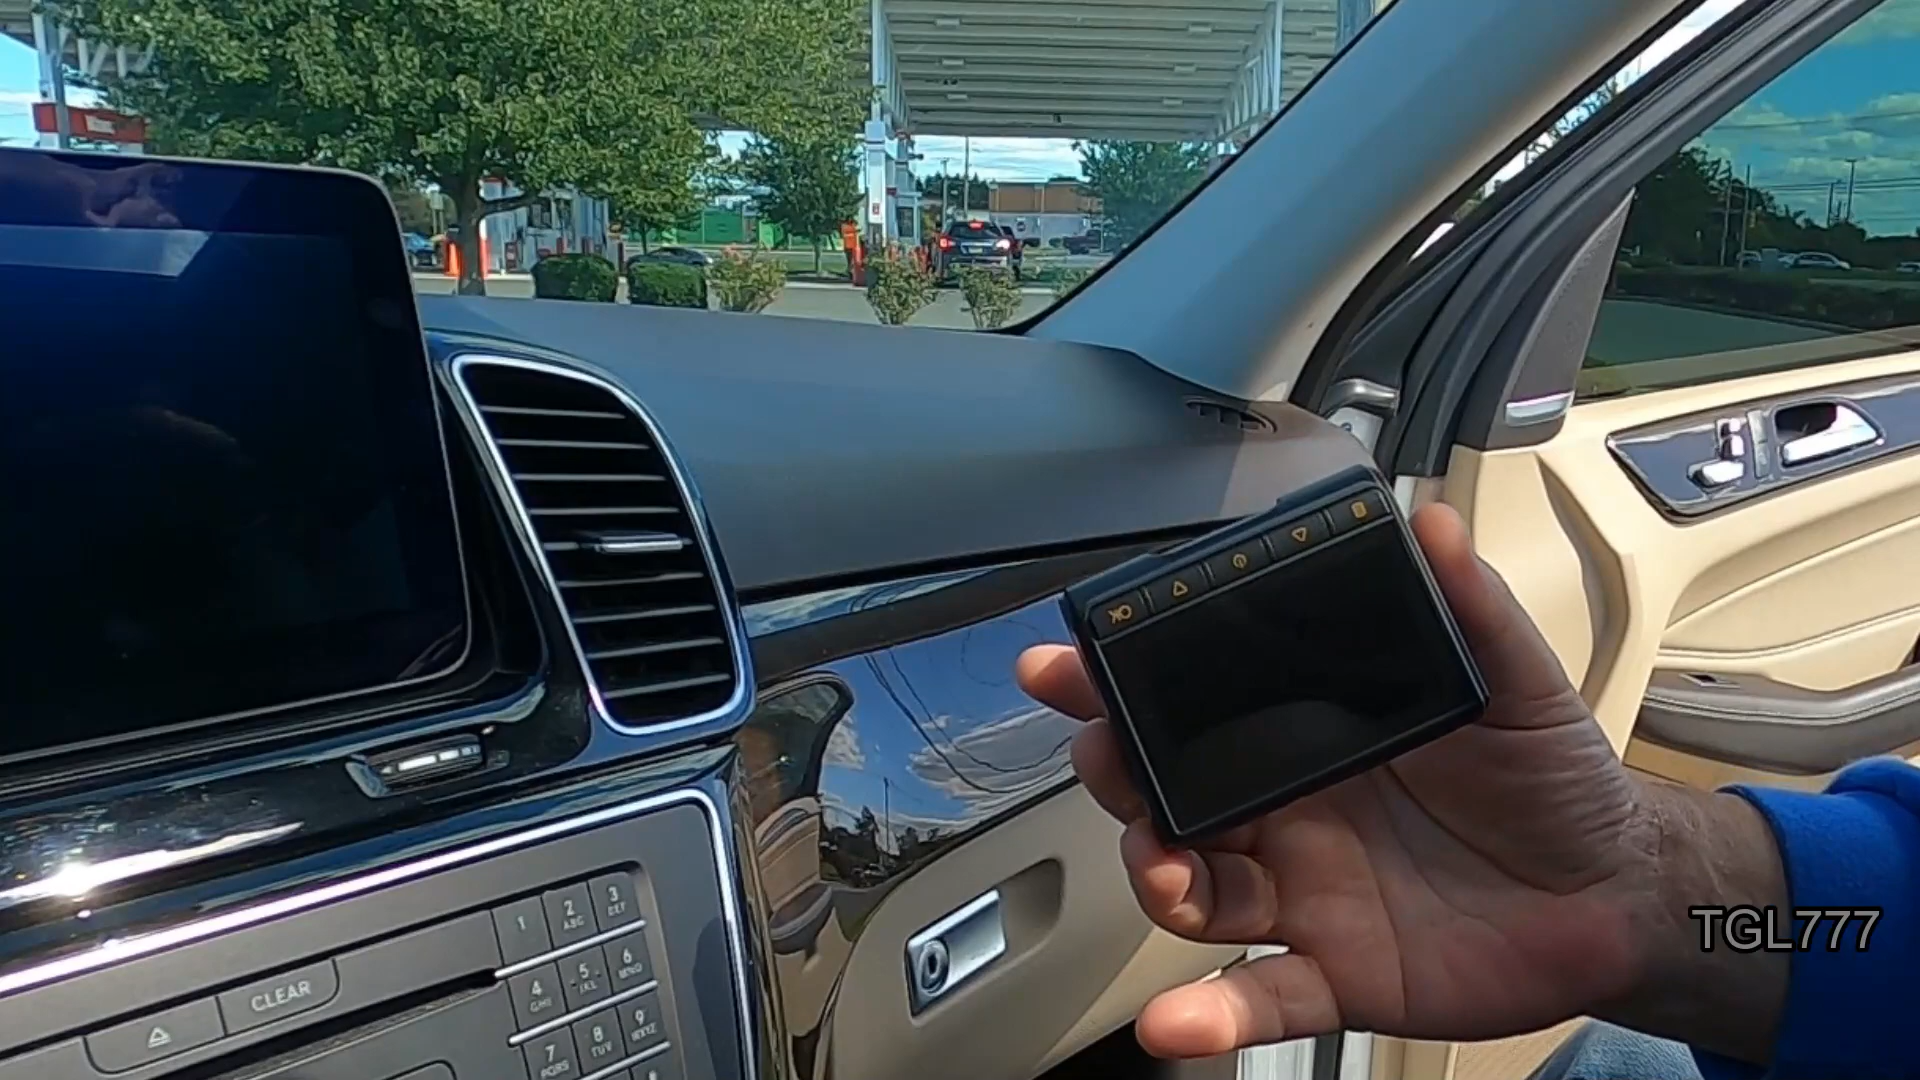 OK
TGL777
CLEAR
1
2
ABC
3
DEF
4
GHI
5
JKL
6
MNO
7
PQRS
8
TUV
9
WXYZ